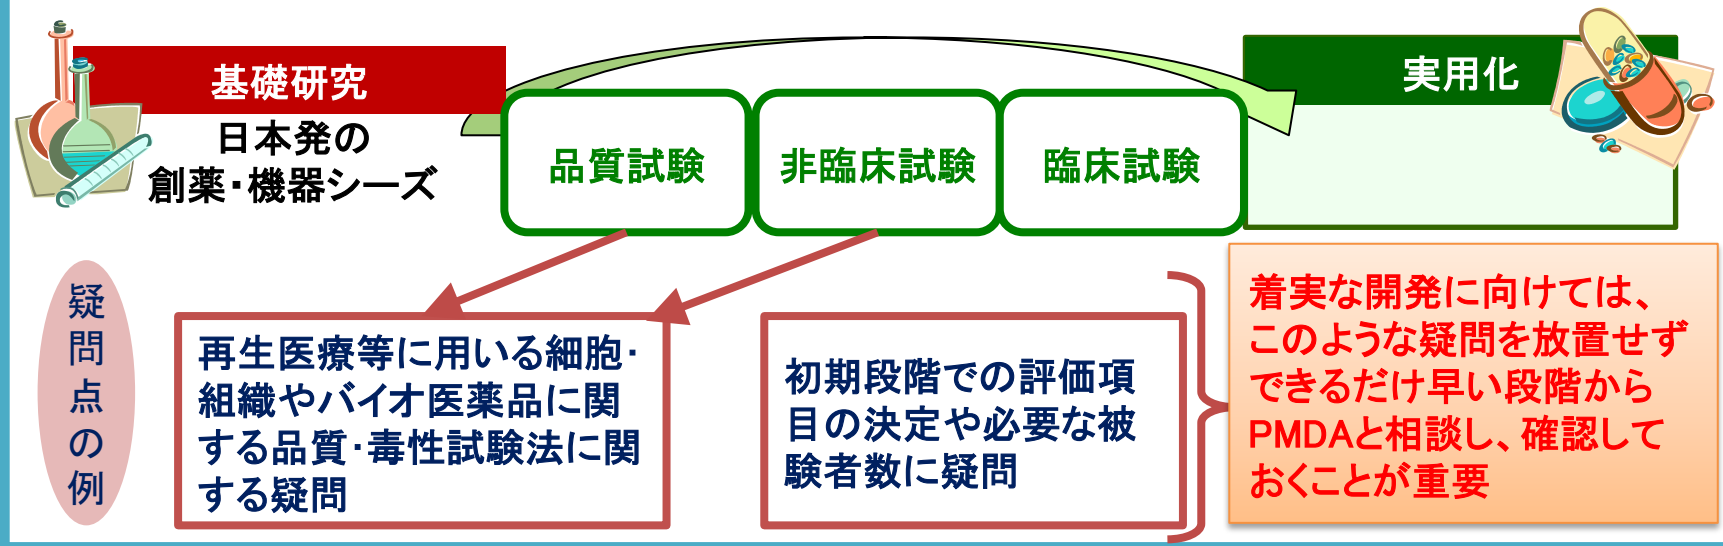 基礎研究
日本発の
創薬・機器シーズ
品質試験
非臨床試験
臨床試験
実用化
疑問点の例
再生医療等に用いる細胞・
組織やバイオ医薬品に関
する品質・毒性試験法に関
する疑問
初期段階での評価項
目の決定や必要な被
験者数に疑問
着実な開発に向けては、
このような疑問を放置せず
できるだけ早い段階から
PMDAと相談し、確認して
おくことが重要